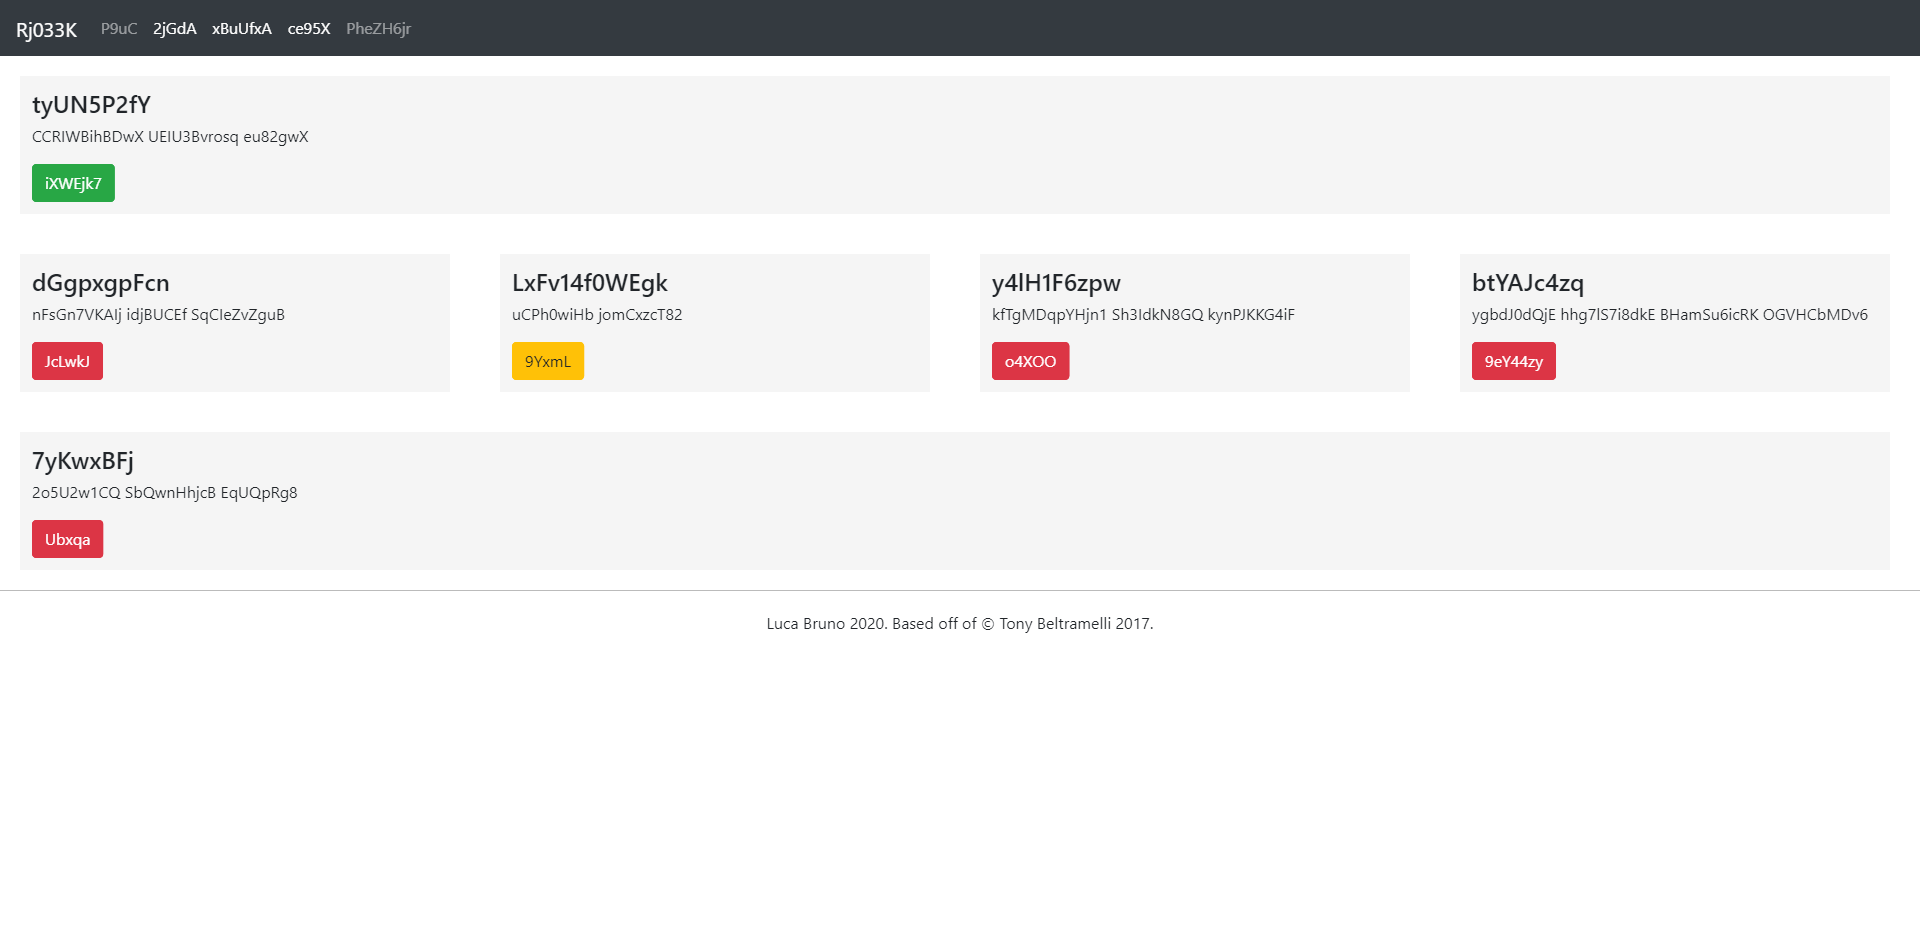 Rj033K P9uC 2jGdA xBuUfxA ce95X PheZH6jr
tyUN5P2fY
CCRIWBihBDwX UEIU3Bvrosq eu82gwX
iXWEjk7
dGgpxgpFcn
nFsGn7VKAIj idjBUCEf SqCIeZvZguB
JcLwkJ
LxFv14f0WEgk
uCPh0wiHb jomCxzcT82
9YxmL
y4lH1F6zpw
kfTgMDqpYHjn1 Sh3IdkN8GQ kynPJKKG4iF
o4XOO
btYAJc4zq
ygbdJ0dQjE hhg7lS7i8dkE BHamSu6icRK OGVHCbMDv6
9eY44zy
7yKwxBFj
2o5U2w1CQ SbQwnHhjcB EqUQpRg8
Ubxqa
Luca Bruno 2020. Based off of © Tony Beltramelli 2017.